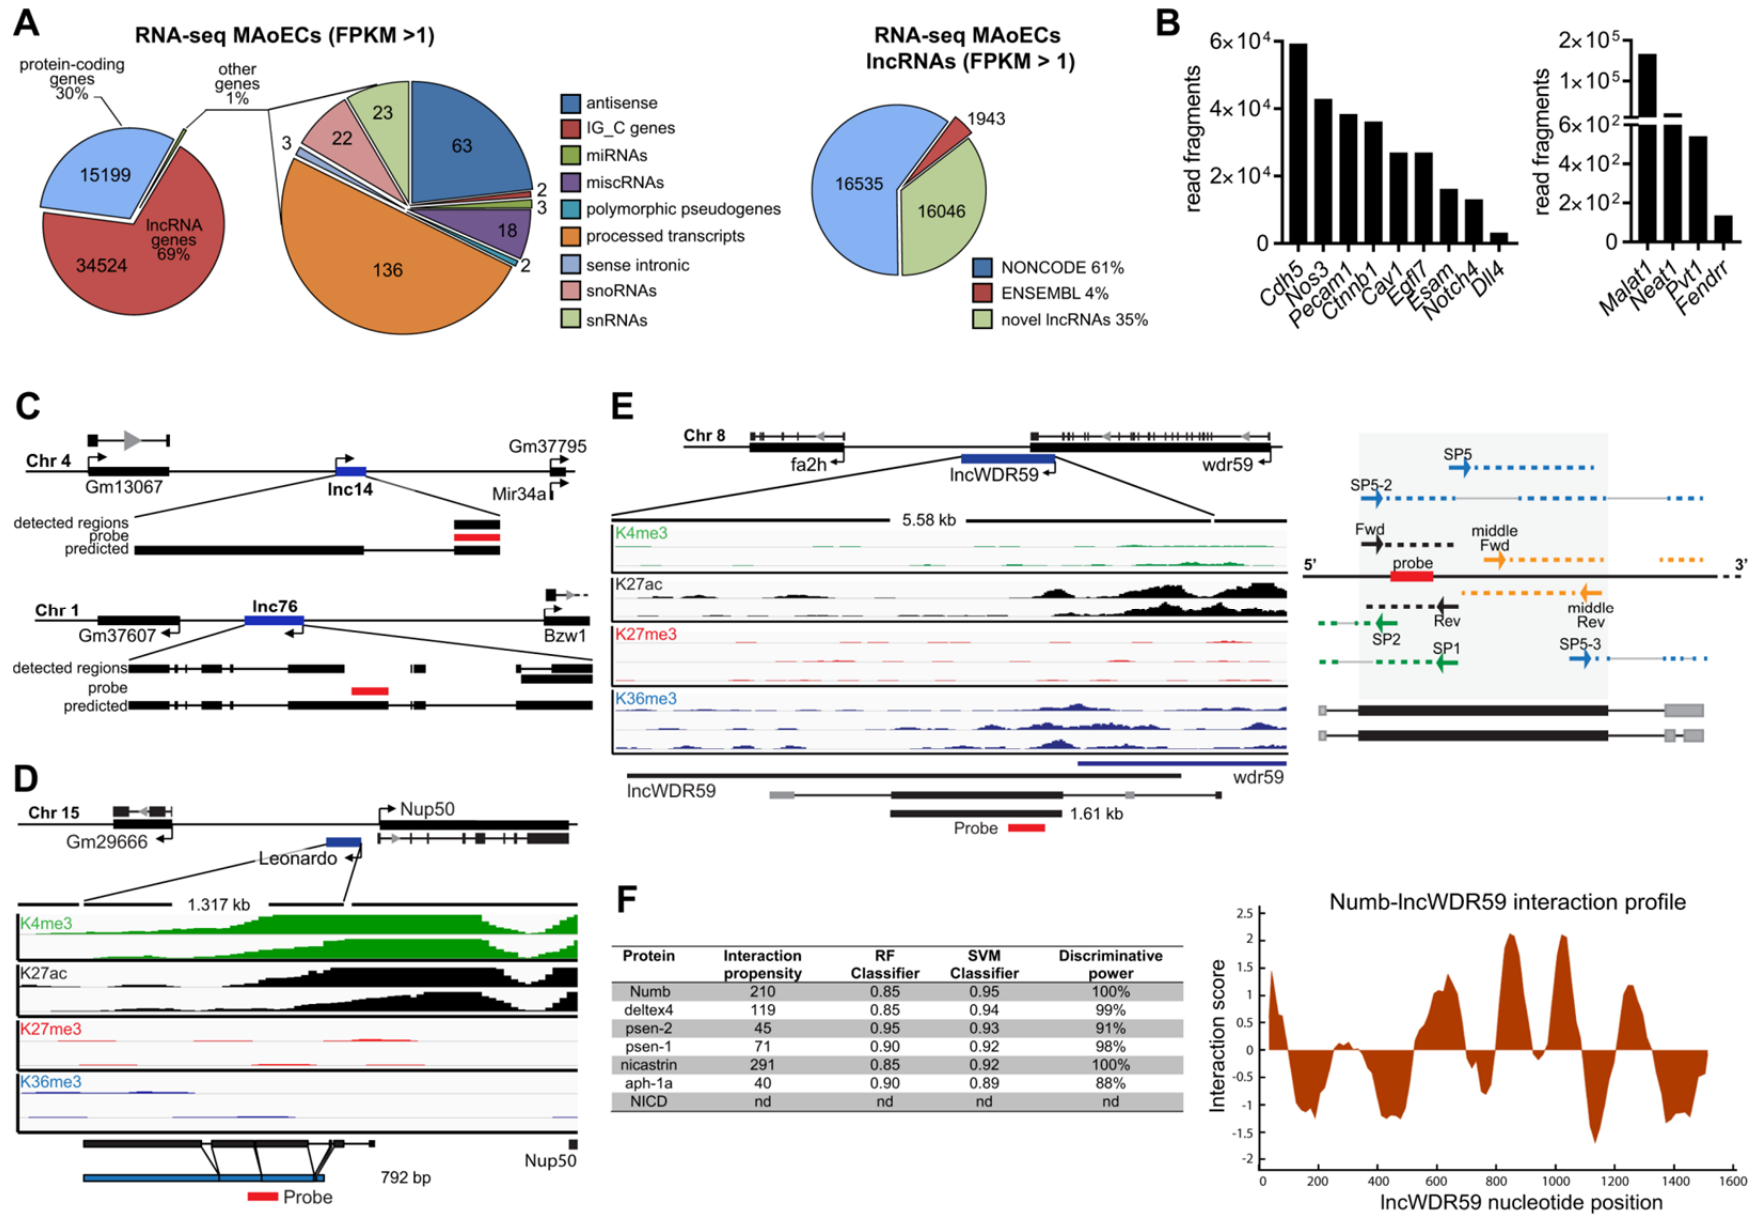 A
RNA-seq MAoECs (FPKM >1)
protein-coding
genes
30%
other
genes
1%
15199
lncRNA
genes
69%
34524
23
22
3
63
2
3
18
2
136
antisense
IG_C genes
miRNAs
miscRNAs
polymorphic pseudogenes
processed transcripts
sense intronic
snoRNAs
snRNAs
RNA-seq MAoECs
lncRNAs (FPKM > 1)
1943
16535
16046
NONCODE 61%
ENSEMBL 4%
novel lncRNAs 35%
B
read fragments
6×10⁴
4×10⁴
2×10⁴
0
Cdh5
Nos3
Pecam1
Ctnnb1
Cav1
Egfl7
Esam
Notch4
Dll4
read fragments
2×10⁵
1×10⁵
6×10²
4×10²
2×10²
0
Malat1
Neat1
Pvt1
Fendrr
C
Chr 4
Gm13067
lnc14
Gm37795
Mir34a
detected regions
probe
predicted
Chr 1
Gm37607
lnc76
Bzw1
detected regions
probe
predicted
D
Chr 15
Gm29666
Leonardo
Nup50
1.317 kb
K4me3
K27ac
K27me3
K36me3
Nup50
792 bp
Probe
E
Chr 8
fa2h
lncWDR59
wdr59
5.58 kb
K4me3
K27ac
K27me3
K36me3
wdr59
lncWDR59
1.61 kb
Probe
SP5
SP5-2
Fwd
middle
Fwd
5'
probe
3'
Rev
middle
Rev
SP2
SP1
SP5-3
F
Protein Interaction propensity RF Classifier SVM Classifier Discriminative power
Numb 210 0.85 0.95 100%
deltex4 119 0.85 0.94 99%
psen-2 45 0.95 0.93 91%
psen-1 71 0.90 0.92 98%
nicastrin 291 0.85 0.92 100%
aph-1a 40 0.90 0.89 88%
NICD nd nd nd nd
Numb-lncWDR59 interaction profile
Interaction score
2.5
2
1.5
1
0.5
0
-0.5
-1
-1.5
-2
0 200 400 600 800 1000 1200 1400 1600
lncWDR59 nucleotide position